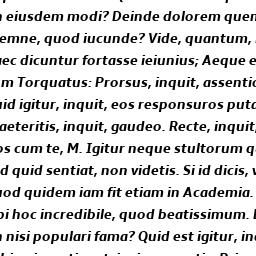 eiusdem modi? Deinde dolorem quem
emne, quod iucunde? Vide, quantum,
ec dicuntur fortasse ieiunius; Aeque e
m Torquatus: Prorsus, inquit, assentio
uid igitur, inquit, eos responsuros puta
aeteritis, inquit, gaudeo. Recte, inquit,
os cum te, M. Igitur neque stultorum q
d quid sentiat, non videtis. Si id dicis, v
uod quidem iam fit etiam in Academia.
oi hoc incredibile, quod beatissimum.
n nisi populari fama? Quid est igitur, in